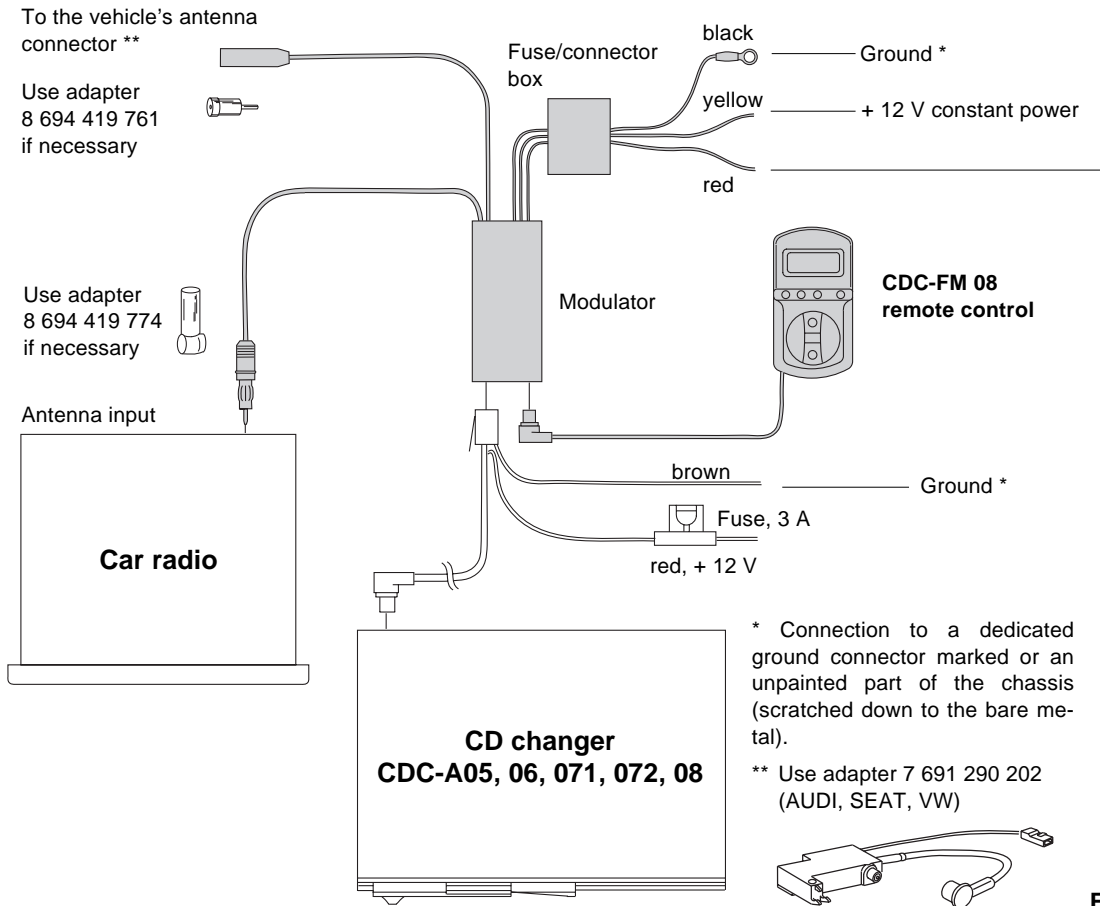 To the vehicle's antenna
connector **
Use adapter
8 694 419 761
if necessary
Fuse/connector
box
black
Ground *
yellow
+ 12 V constant power
red
Use adapter
8 694 419 774
if necessary
Modulator
CDC-FM 08
remote control
Antenna input
brown
Ground *
Fuse, 3 A
red, + 12 V
Car radio
CD changer
CDC-A05, 06, 071, 072, 08
* Connection to a dedicated
ground connector marked or an
unpainted part of the chassis
(scratched down to the bare me-
tal).
** Use adapter 7 691 290 202
(AUDI, SEAT, VW)